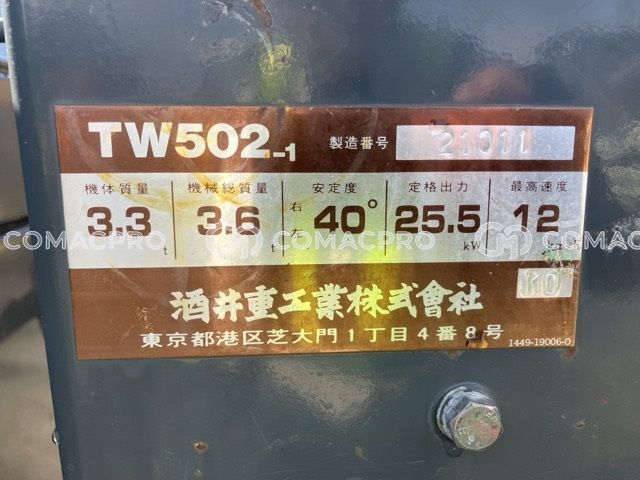 TW502-1 製造番号 21011
機体質量 機械総質量 安定度 定格出力 最高速度
3.3 t 3.6 t 右 左 40° 25.5 kW 12
KO
酒井重工業株式會社
東京都港区芝大門1丁目4番8号
1449-19006-0
COMACPRO COMACPRO COMACPRO